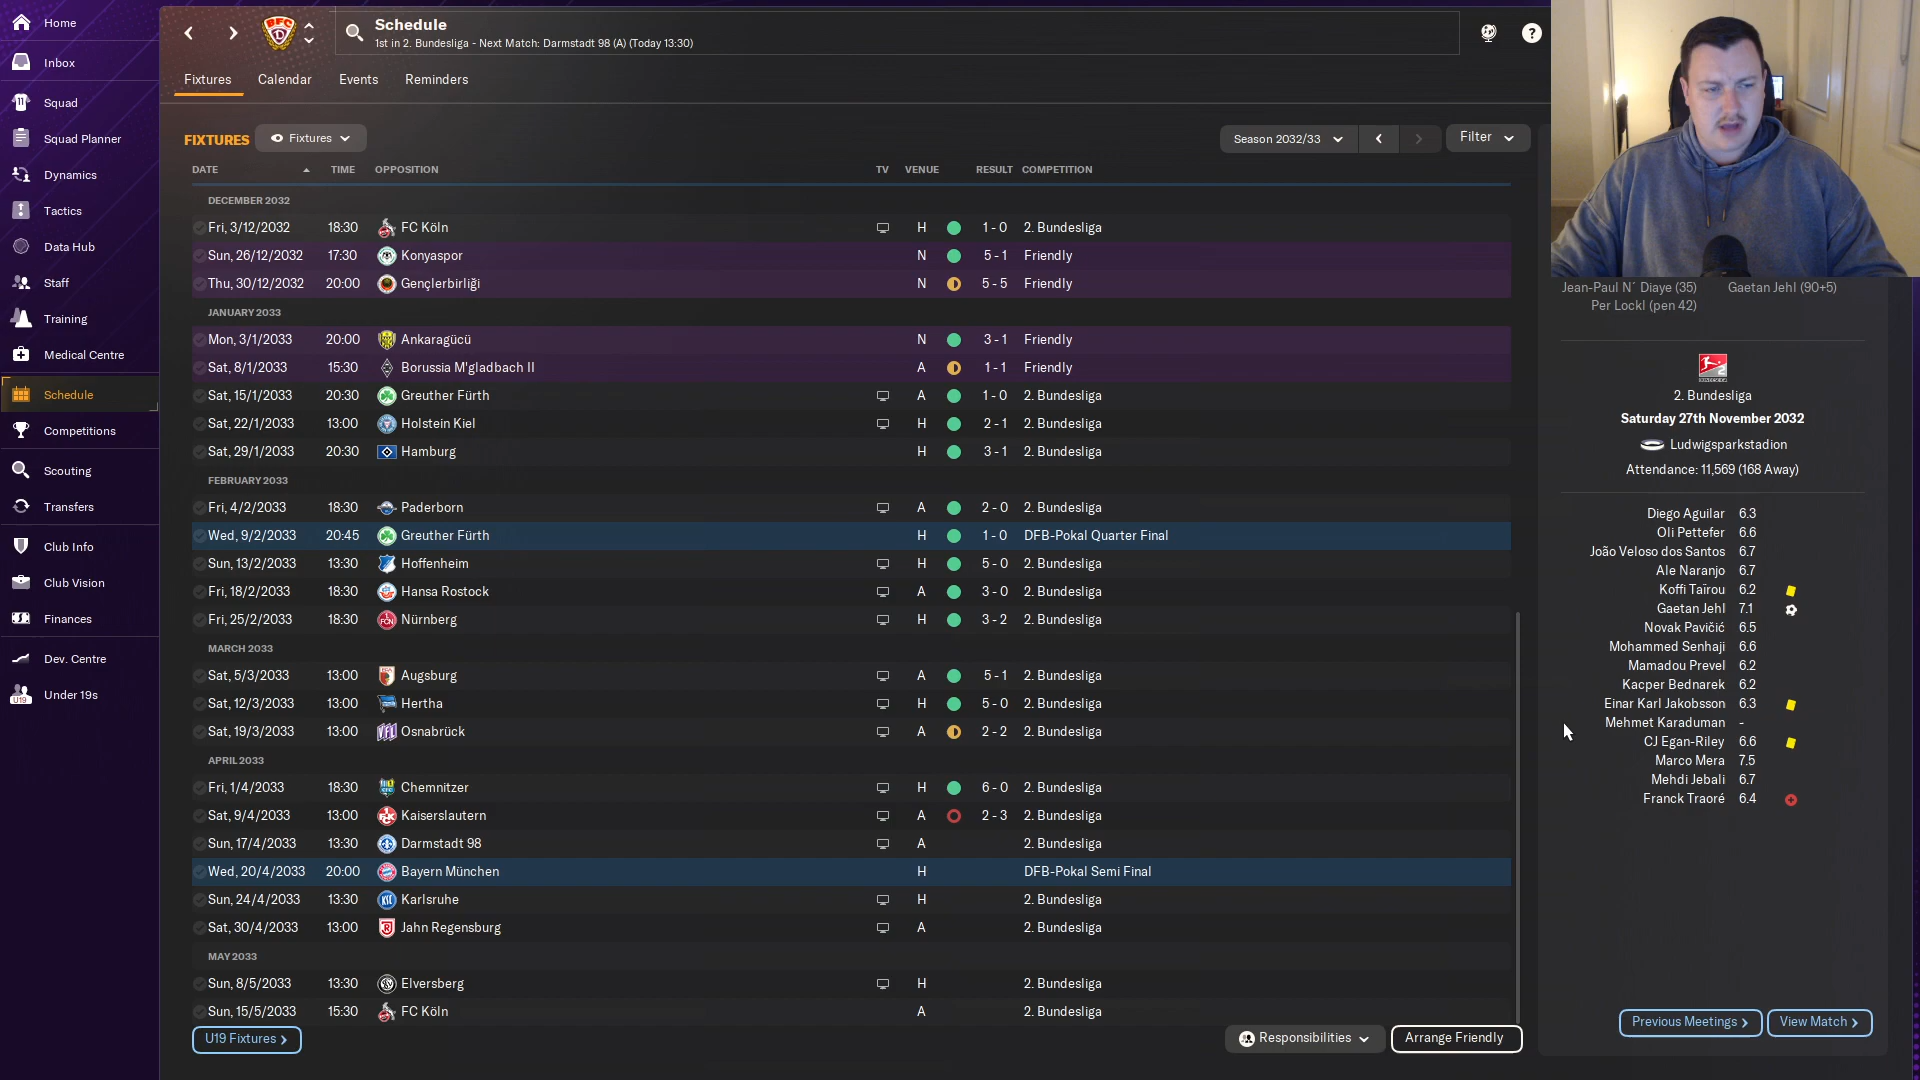 Home
Inbox
Squad
Squad Planner
Dynamics
Tactics
Data Hub
Staff
Training
Medical Centre
Schedule
Competitions
Scouting
Transfers
Club Info
Club Vision
Finances
Dev. Centre
Under 19s
Schedule
1st in 2. Bundesliga - Next Match: Darmstadt 98 (A) (Today 13:30)
Fixtures Calendar Events Reminders
FIXTURES Fixtures Season 2032/33 Filter
DATE TIME OPPOSITION TV VENUE RESULT COMPETITION
DECEMBER 2032
Fri, 3/12/2032 18:30 FC Köln H 1 - 0 2. Bundesliga
Sun, 26/12/2032 17:30 Konyaspor N 5 - 1 Friendly
Thu, 30/12/2032 20:00 Gençlerbirliği N 5 - 5 Friendly
JANUARY 2033
Mon, 3/1/2033 20:00 Ankaragücü N 3 - 1 Friendly
Sat, 8/1/2033 15:30 Borussia M'gladbach II A 1 - 1 Friendly
Sat, 15/1/2033 20:30 Greuther Fürth A 1 - 0 2. Bundesliga
Sat, 22/1/2033 13:00 Holstein Kiel H 2 - 1 2. Bundesliga
Sat, 29/1/2033 20:30 Hamburg H 3 - 1 2. Bundesliga
FEBRUARY 2033
Fri, 4/2/2033 18:30 Paderborn A 2 - 0 2. Bundesliga
Wed, 9/2/2033 20:45 Greuther Fürth H 1 - 0 DFB-Pokal Quarter Final
Sun, 13/2/2033 13:30 Hoffenheim H 5 - 0 2. Bundesliga
Fri, 18/2/2033 18:30 Hansa Rostock A 3 - 0 2. Bundesliga
Fri, 25/2/2033 18:30 Nürnberg H 3 - 2 2. Bundesliga
MARCH 2033
Sat, 5/3/2033 13:00 Augsburg A 5 - 1 2. Bundesliga
Sat, 12/3/2033 13:00 Hertha H 5 - 0 2. Bundesliga
Sat, 19/3/2033 13:00 Osnabrück A 2 - 2 2. Bundesliga
APRIL 2033
Fri, 1/4/2033 18:30 Chemnitzer H 6 - 0 2. Bundesliga
Sat, 9/4/2033 13:00 Kaiserslautern A 2 - 3 2. Bundesliga
Sun, 17/4/2033 13:30 Darmstadt 98 A 2. Bundesliga
Wed, 20/4/2033 20:00 Bayern München H DFB-Pokal Semi Final
Sun, 24/4/2033 13:30 Karlsruhe H 2. Bundesliga
Sat, 30/4/2033 13:00 Jahn Regensburg A 2. Bundesliga
MAY 2033
Sun, 8/5/2033 13:30 Elversberg H 2. Bundesliga
Sun, 15/5/2033 15:30 FC Köln A 2. Bundesliga
U19 Fixtures Responsibilities Arrange Friendly
Jean-Paul N´ Diaye (35) Gaetan Jehl (90+5)
Per Lockl (pen 42)
2. Bundesliga
Saturday 27th November 2032
Ludwigsparkstadion
Attendance: 11,569 (168 Away)
Diego Aguilar 6.3
Oli Pettefer 6.6
João Veloso dos Santos 6.7
Ale Naranjo 6.7
Koffi Taïrou 6.2
Gaetan Jehl 7.1
Novak Pavičić 6.5
Mohammed Senhaji 6.6
Mamadou Prevel 6.2
Kacper Bednarek 6.2
Einar Karl Jakobsson 6.3
Mehmet Karaduman -
CJ Egan-Riley 6.6
Marco Mera 7.5
Mehdi Jebali 6.7
Franck Traoré 6.4
Previous Meetings View Match